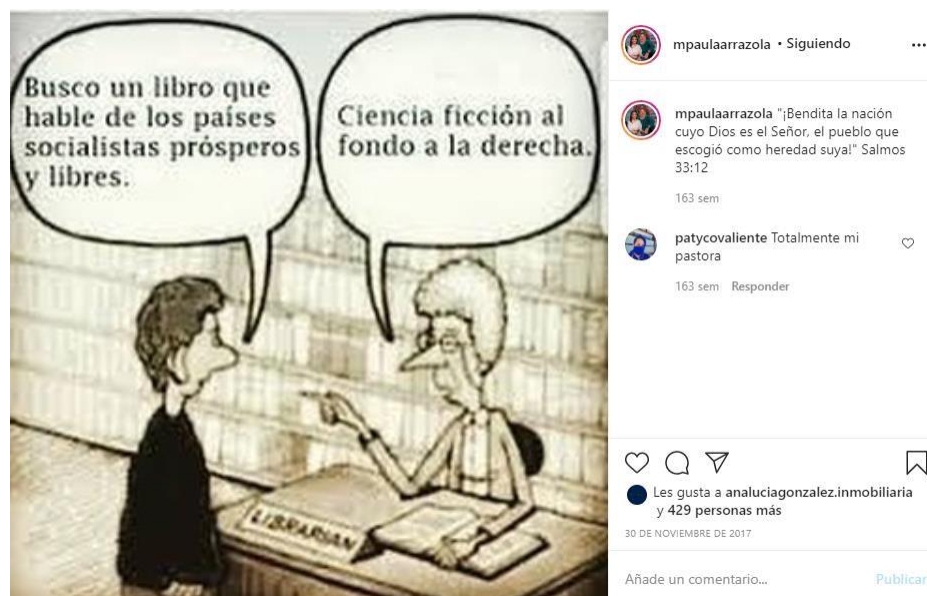 Busco un libro que
hable de los países
socialistas prósperos
y libres.
Ciencia ficción al
fondo a la derecha.
LIBRARIAN
mpaulaarrazola • Siguiendo
mpaulaarrazola "¡Bendita la nación
cuyo Dios es el Señor, el pueblo que
escogió como heredad suya!" Salmos
33:12
163 sem
patycovaliente Totalmente mi
pastora
163 sem Responder
Les gusta a analuciagonzalez.inmobiliaria
y 429 personas más
30 DE NOVIEMBRE DE 2017
Añade un comentario...
Publicar